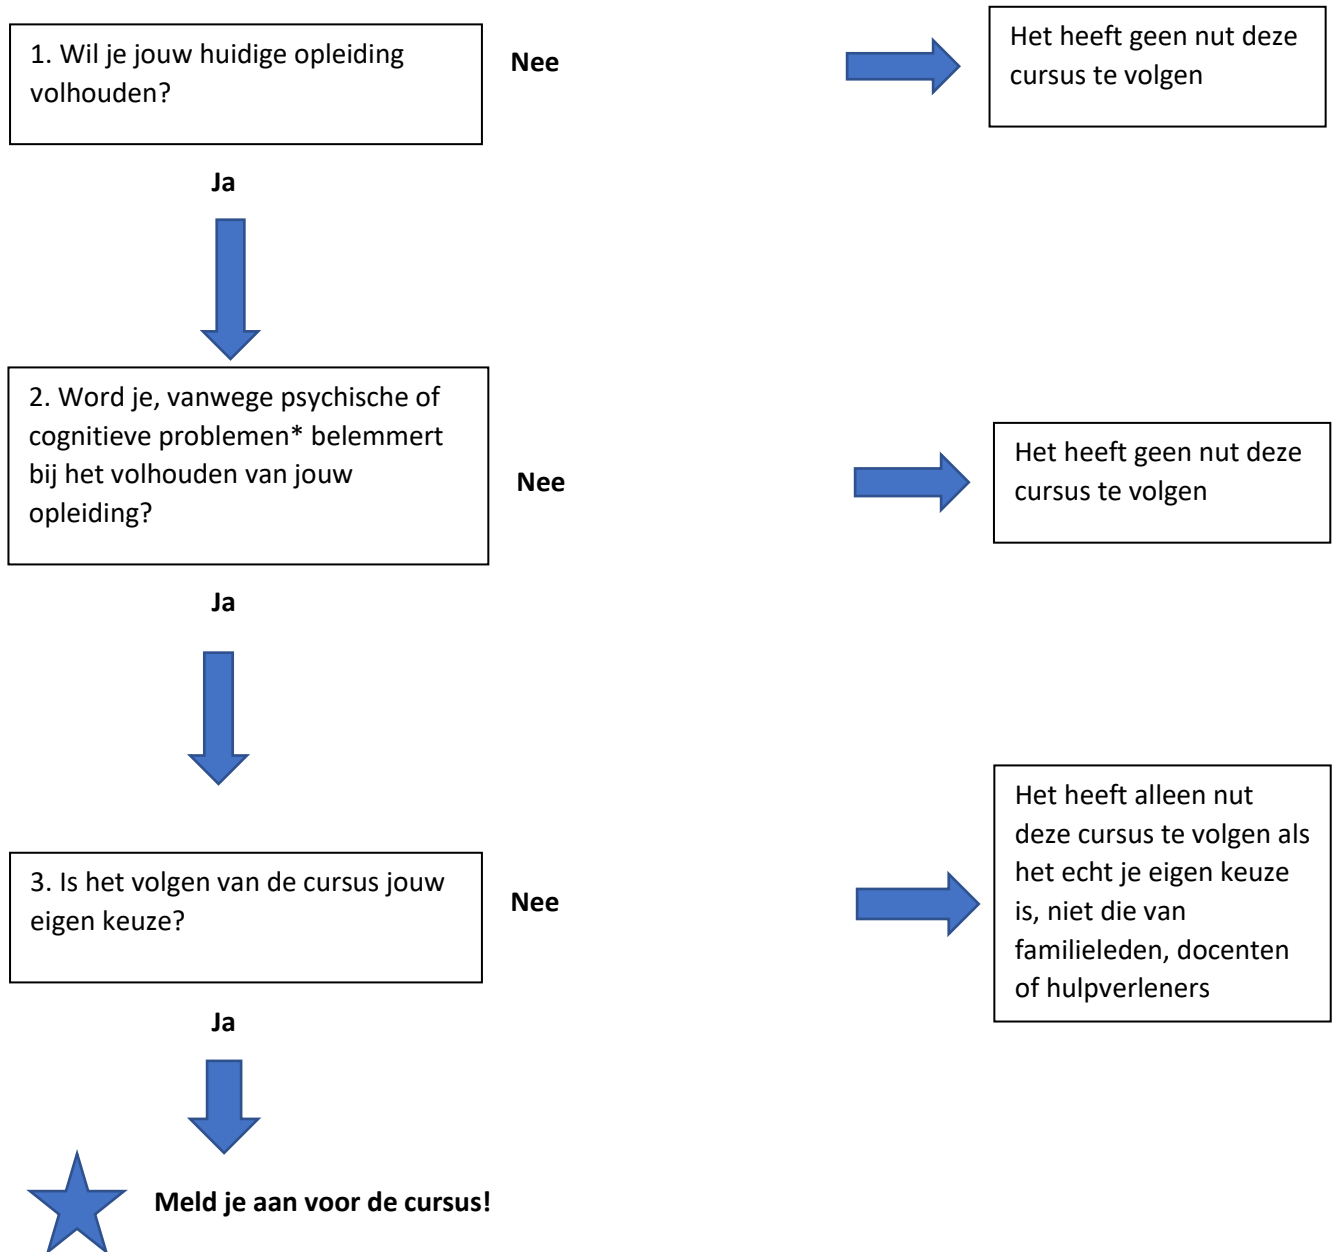 1. Wil je jouw huidige opleiding
volhouden?
Nee
Het heeft geen nut deze
cursus te volgen
Ja
2. Word je, vanwege psychische of
cognitieve problemen* belemmert
bij het volhouden van jouw
opleiding?
Nee
Het heeft geen nut deze
cursus te volgen
Ja
3. Is het volgen van de cursus jouw
eigen keuze?
Nee
Het heeft alleen nut
deze cursus te volgen als
het echt je eigen keuze
is, niet die van
familieleden, docenten
of hulpverleners
Ja
Meld je aan voor de cursus!